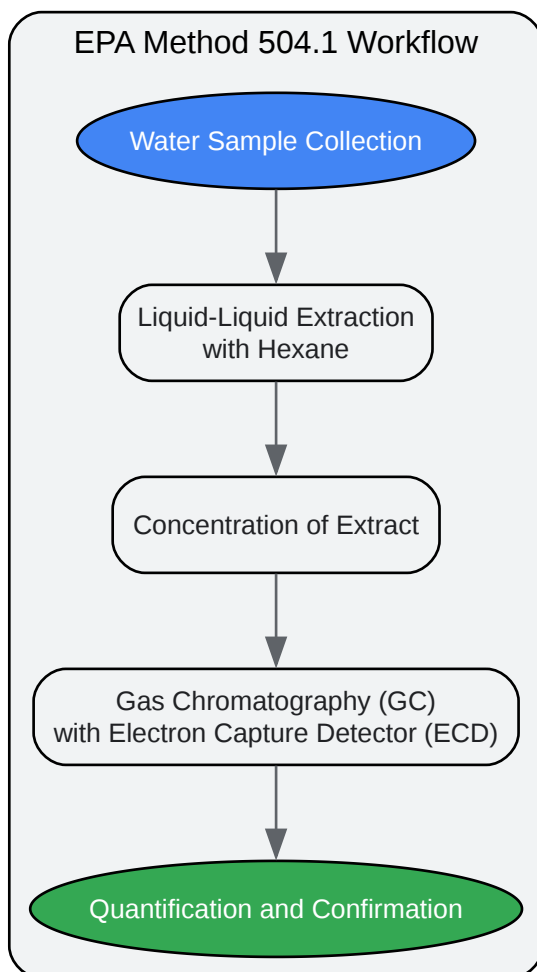 EPA Method 504.1 Workflow
Water Sample Collection
Liquid-Liquid Extraction
with Hexane
Concentration of Extract
Gas Chromatography (GC)
with Electron Capture Detector (ECD)
Quantification and Confirmation